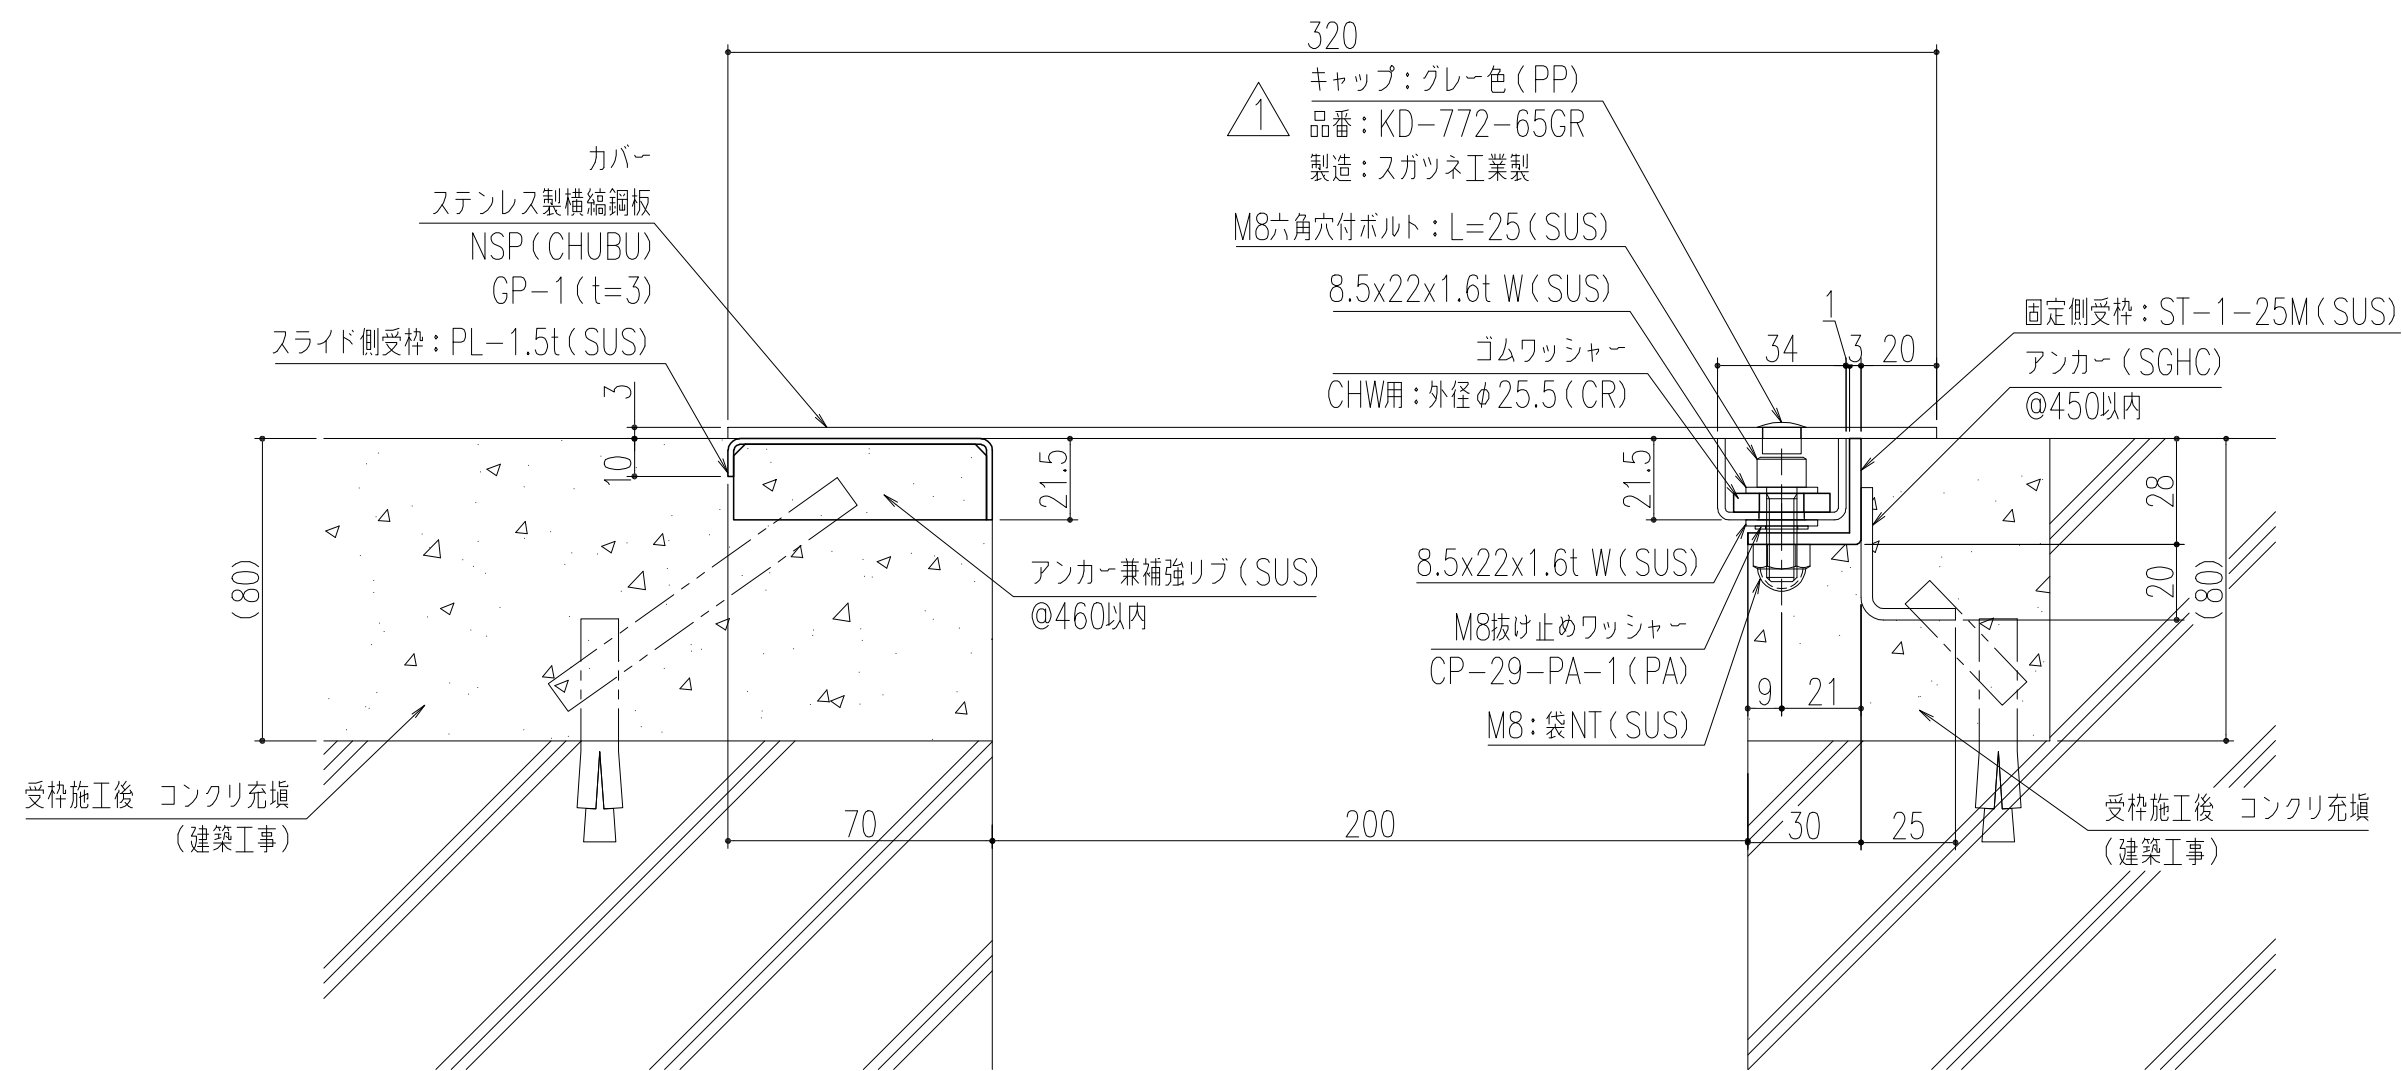 320
キャップ：グレー色(PP)
1
品番：KD-772-65GR
製造：スガツネ工業製
カバー
ステンレス製横縞鋼板
NSP(CHUBU)
GP-1(t=3)
M8六角穴付ボルト：L=25(SUS)
8.5x22x1.6t W(SUS)
ゴムワッシャー
CHW用：外径φ25.5(CR)
スライド側受枠：PL-1.5t(SUS)
1
34
3
20
固定側受枠：ST-1-25M(SUS)
アンカー(SGHC)
@450以内
3
10
21.5
21.5
28
20
(80)
(80)
アンカー兼補強リブ(SUS)
@460以内
8.5x22x1.6t W(SUS)
M8抜け止めワッシャー
CP-29-PA-1(PA)
M8：袋NT(SUS)
9
21
受枠施工後　コンクリ充塡
(建築工事)
70
200
30
25
受枠施工後　コンクリ充塡
(建築工事)